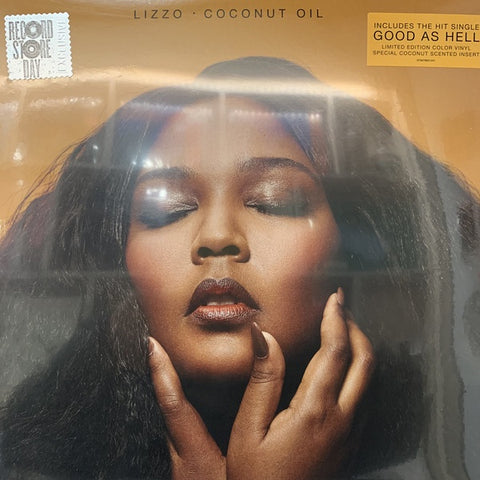 LIZZO · COCONUT OIL
RECORD
STORE
DAY
EXCLUSIVE
INCLUDES THE HIT SINGLE
GOOD AS HELL
LIMITED EDITION COLOR VINYL
SPECIAL COCONUT SCENTED INSERT